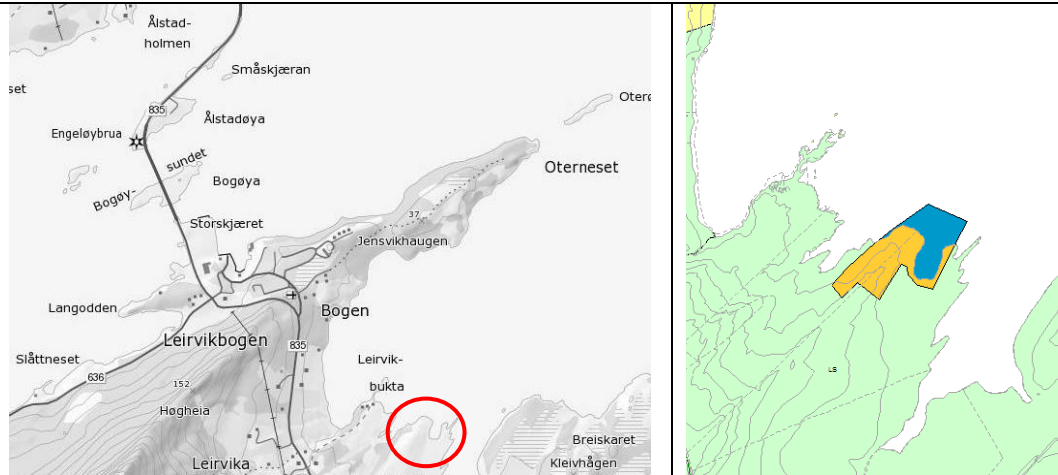 Ålstad-
holmen
set
Småskjæran
Oterø
835
Ålstadøya
Engeløybrua
sundet
Bogøy-
Bogøya
Oterneset
Storskjæret
37
Jensvikhaugen
Langodden
Bogen
Leirvikbogen
Slåttneset
835
Leirvik-
bukta
636
152
Høgheia
Breiskaret
Leirvika
Kleivhågen
LS